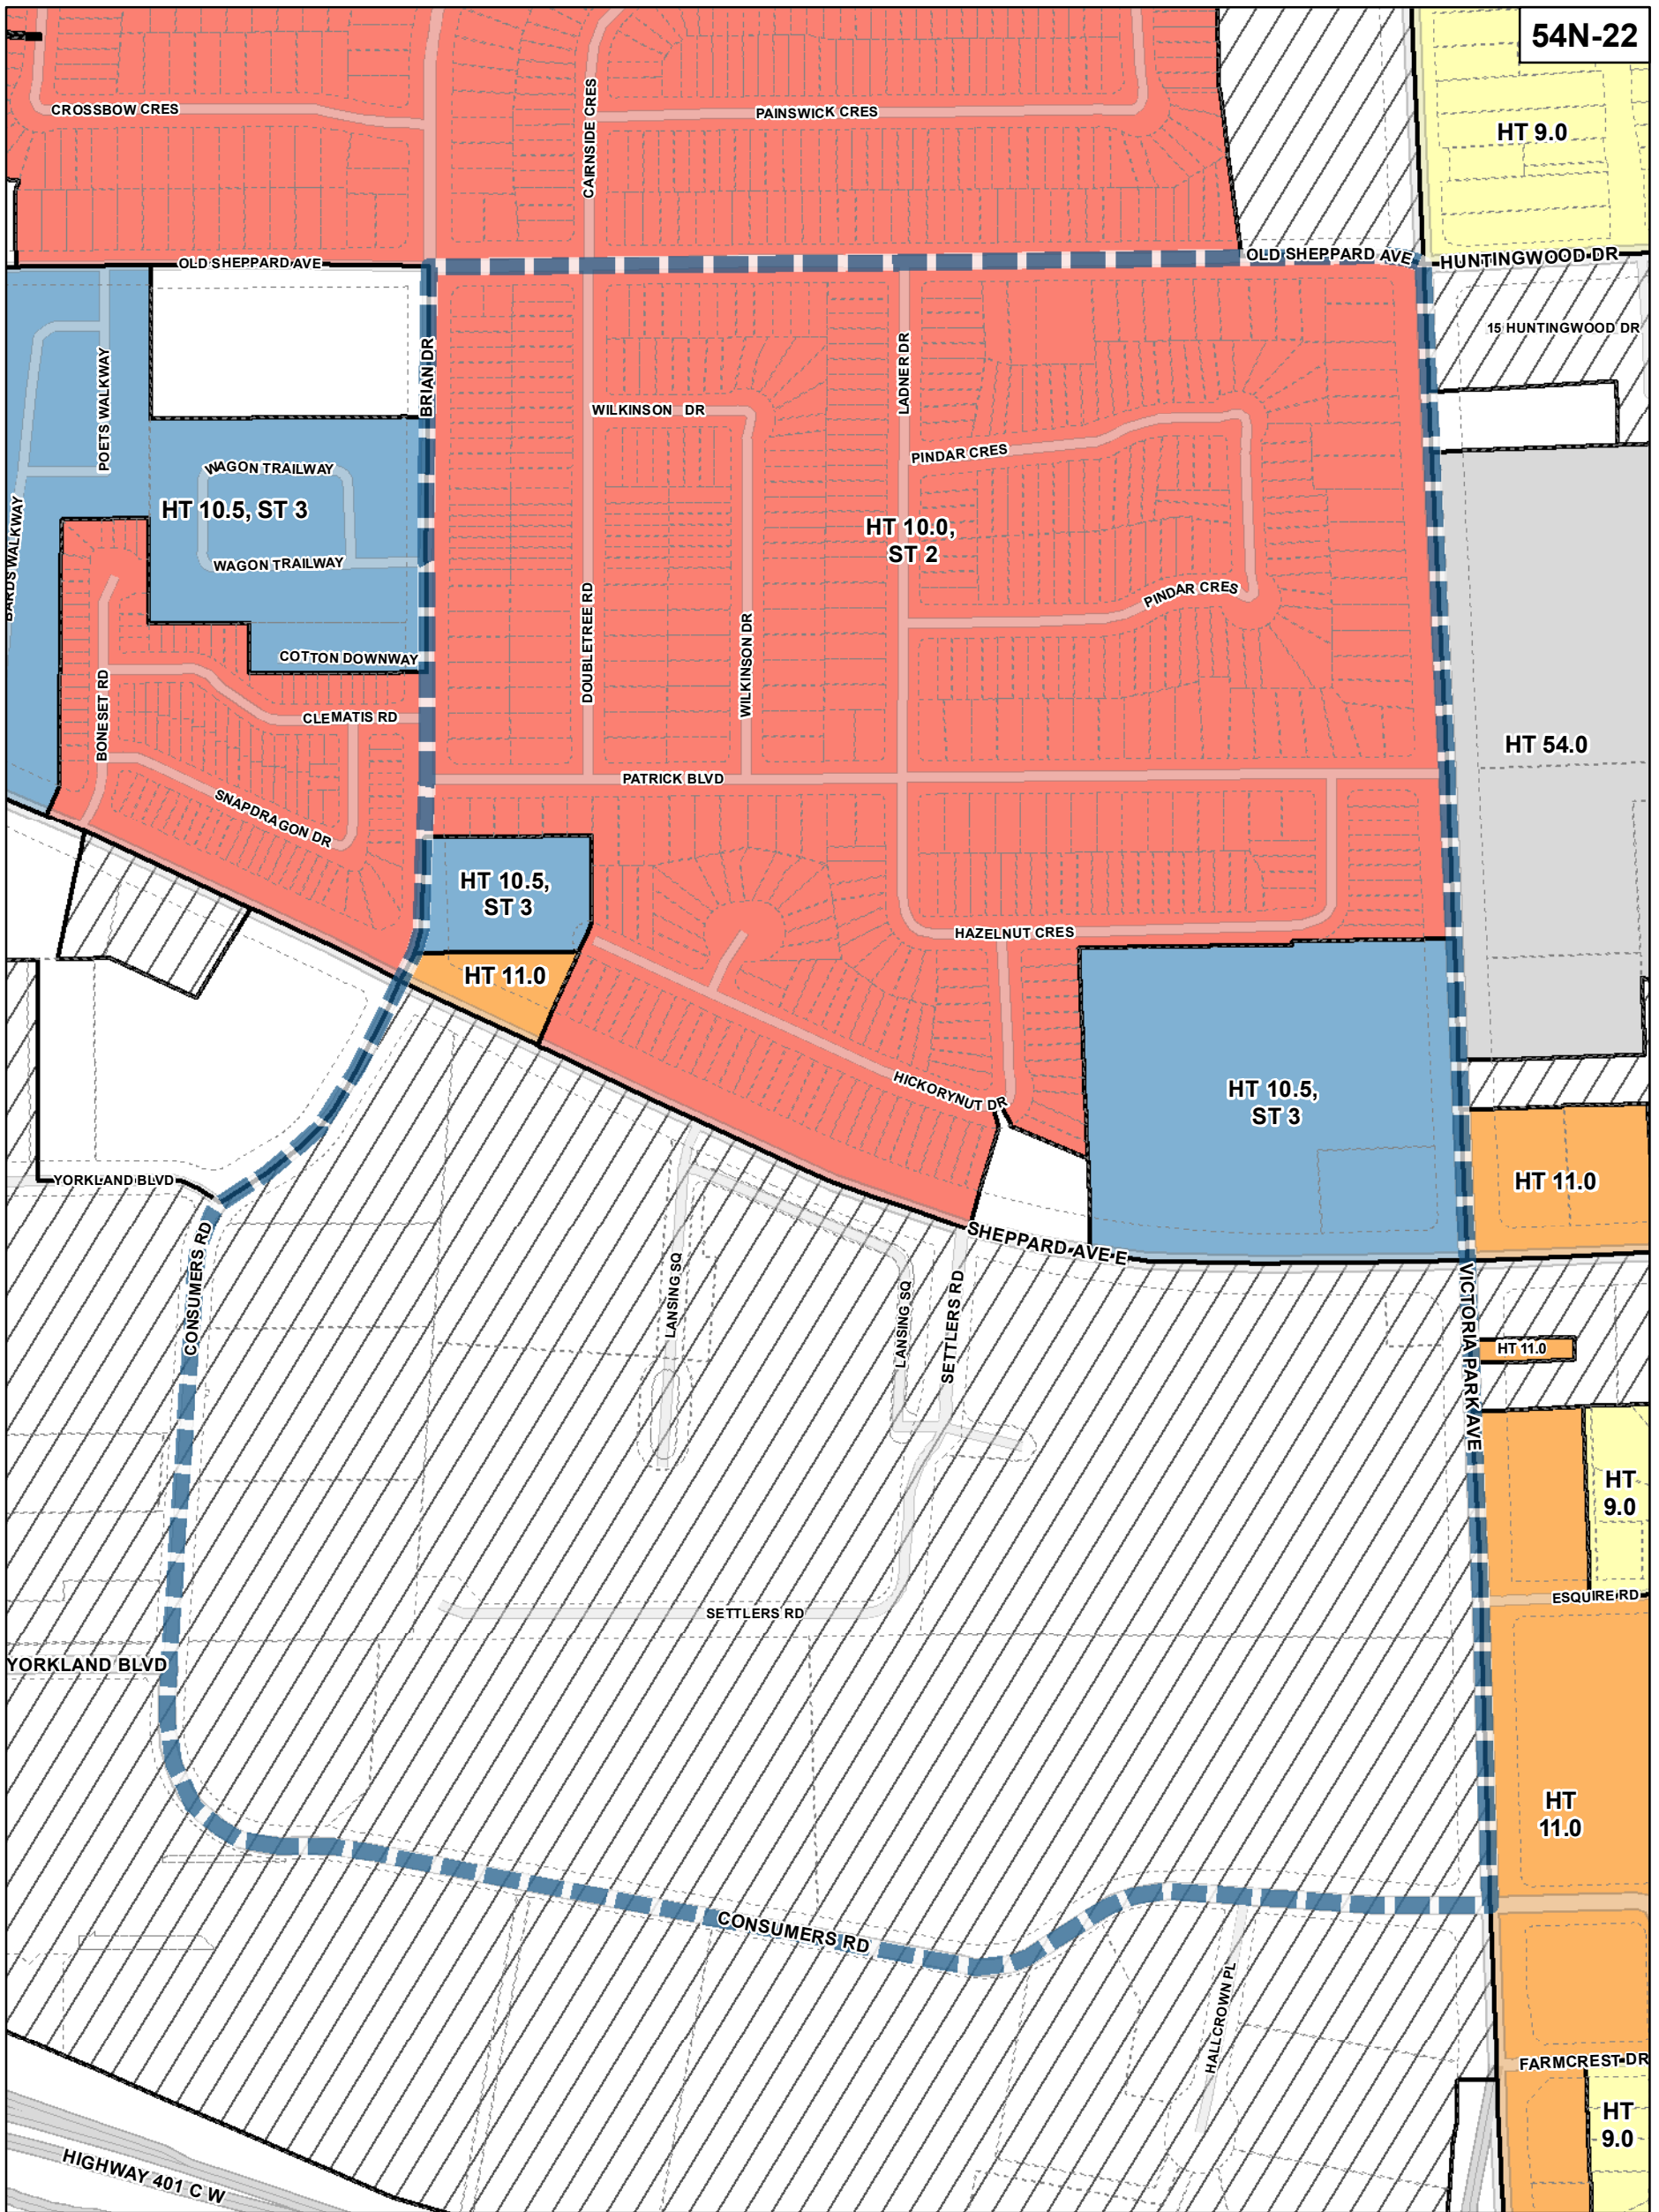 54N-22
CROSSBOW CRES
CAIRNSIDE CRES
PAINSWICK CRES
HT 9.0
OLD SHEPPARD AVE
OLD SHEPPARD AVE
HUNTINGWOOD DR
15 HUNTINGWOOD DR
POETS WALKWAY
BRIAN DR
LADNER DR
WILKINSON DR
PINDAR CRES
WAGON TRAILWAY
HT 10.5, ST 3
BARDS WALKWAY
HT 10.0,
ST 2
WAGON TRAILWAY
DOUBLETREE RD
WILKINSON DR
PINDAR CRES
COTTON DOWNWAY
BONESET RD
CLEMATIS RD
HT 54.0
PATRICK BLVD
SNAPDRAGON DR
HT 10.5,
ST 3
HAZELNUT CRES
HT 11.0
HICKORYNUT DR
HT 10.5,
ST 3
YORKLAND BLVD
HT 11.0
SHEPPARD AVE E
CONSUMERS RD
LANSING SQ
LANSING SQ
SETTLERS RD
VICTORIA PARK AVE
HT 11.0
HT
9.0
ESQUIRE RD
SETTLERS RD
YORKLAND BLVD
HT
11.0
CONSUMERS RD
HALLCROWN PL
FARMCREST DR
HT
9.0
HIGHWAY 401 C W